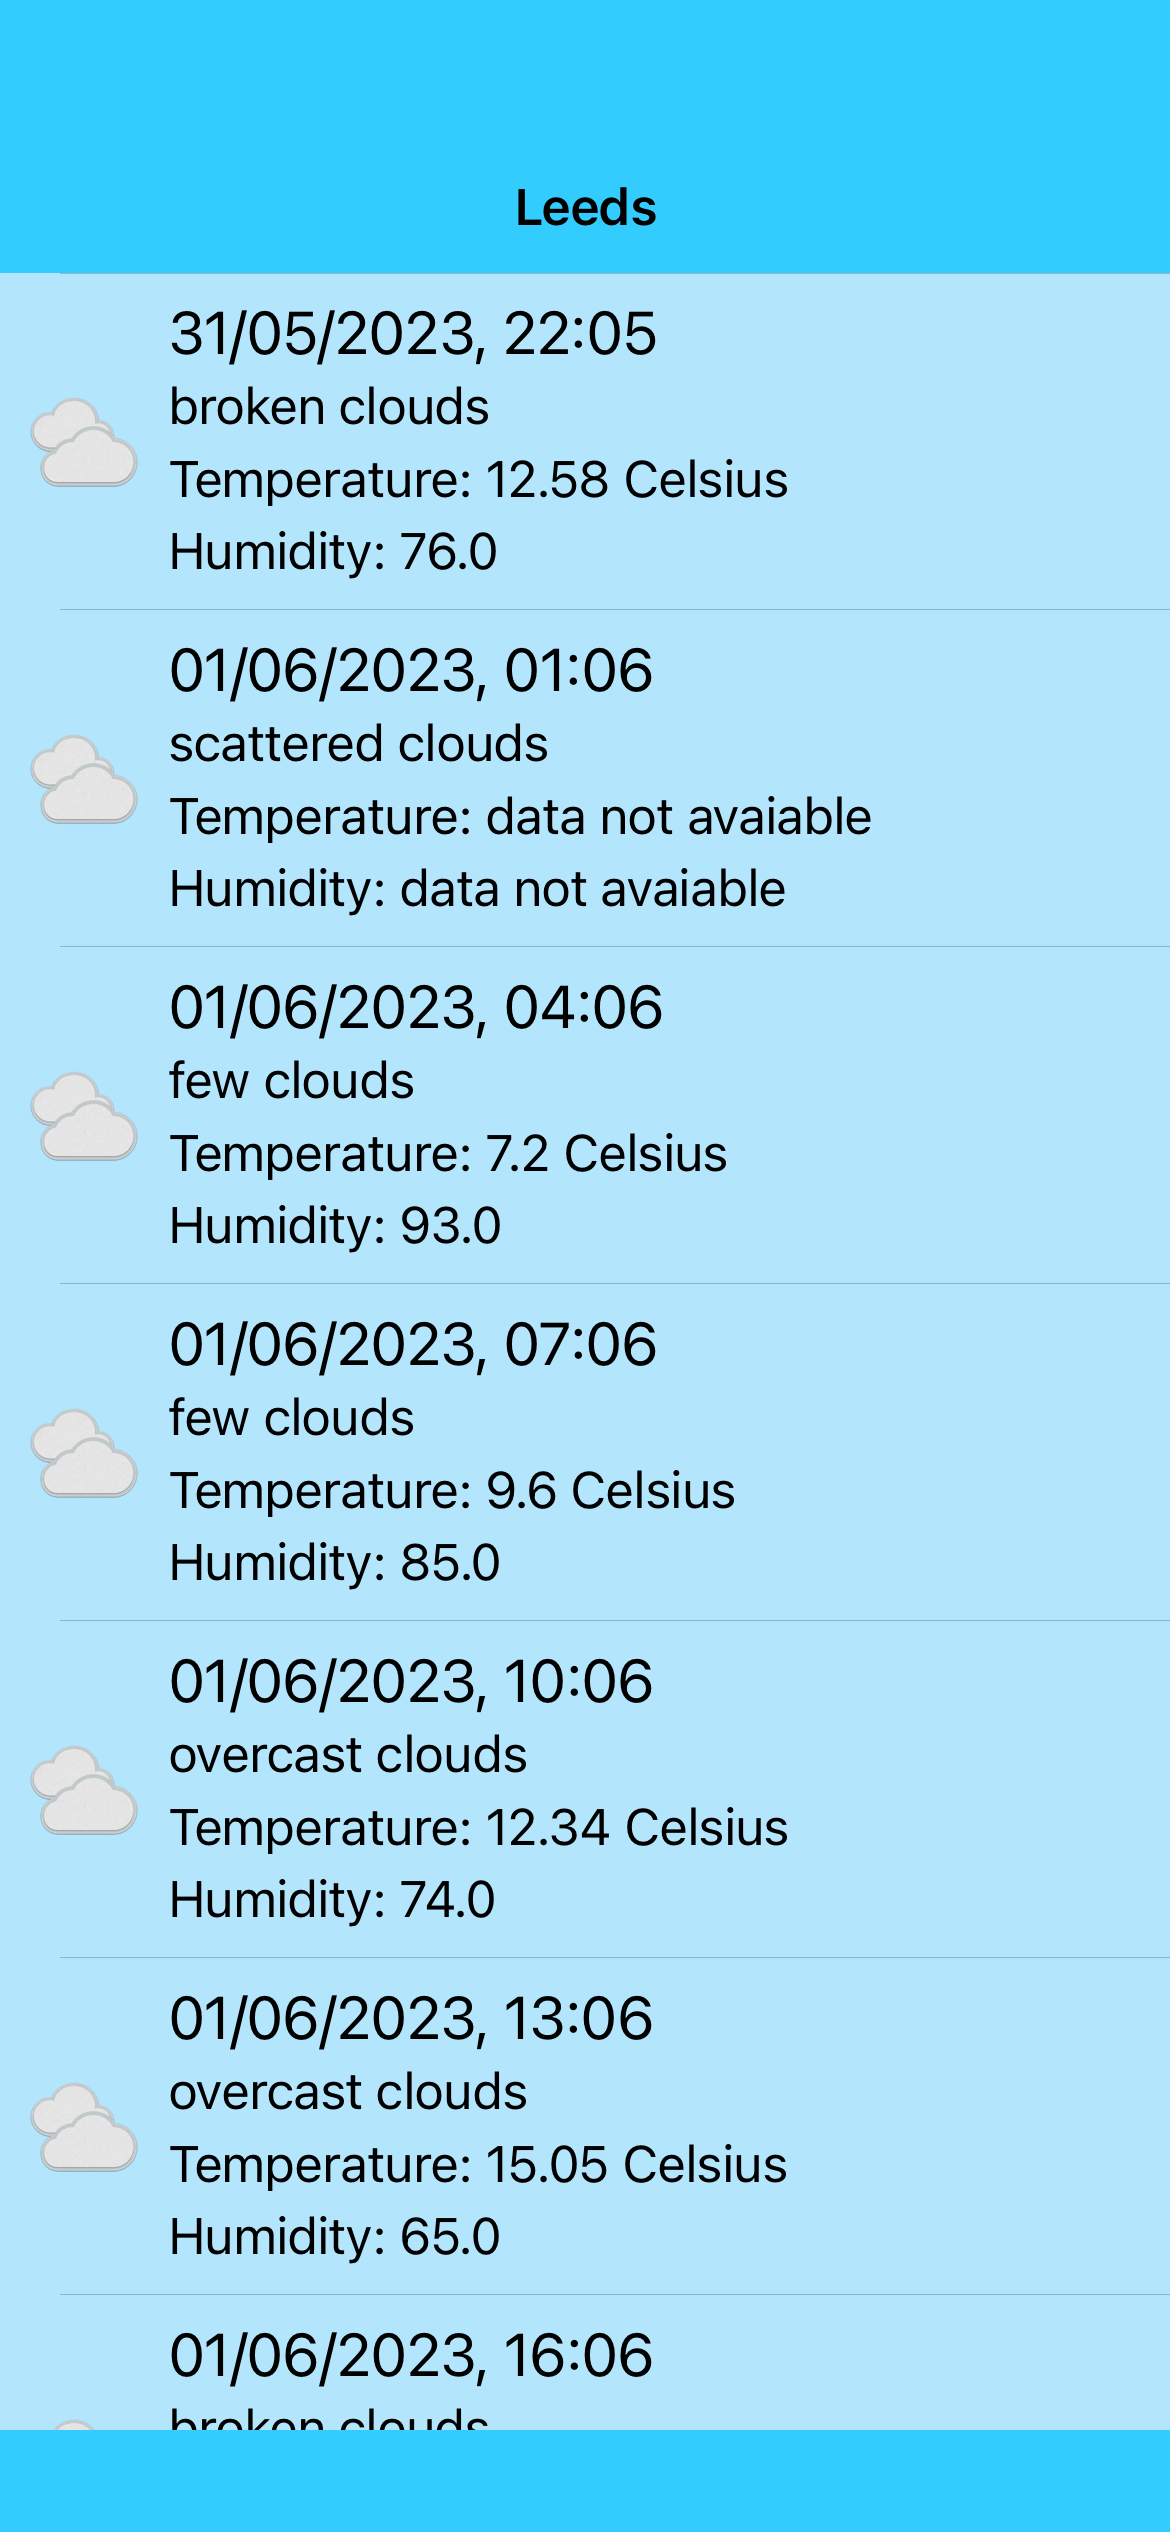 Leeds
31/05/2023, 22:05
broken clouds
Temperature: 12.58 Celsius
Humidity: 76.0
01/06/2023, 01:06
scattered clouds
Temperature: data not avaiable
Humidity: data not avaiable
01/06/2023, 04:06
few clouds
Temperature: 7.2 Celsius
Humidity: 93.0
01/06/2023, 07:06
few clouds
Temperature: 9.6 Celsius
Humidity: 85.0
01/06/2023, 10:06
overcast clouds
Temperature: 12.34 Celsius
Humidity: 74.0
01/06/2023, 13:06
overcast clouds
Temperature: 15.05 Celsius
Humidity: 65.0
01/06/2023, 16:06
broken clouds